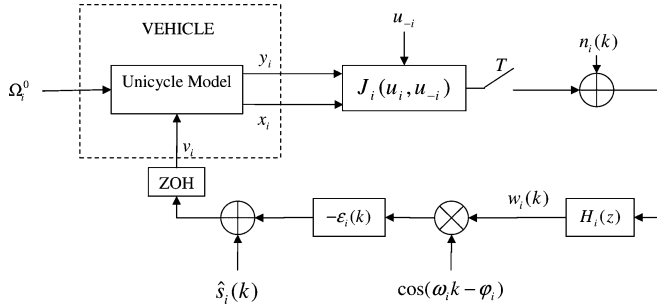 VEHICLE
u_{-i}
n_i(k)
y_i
T
Ω_i^0
Unicycle Model
J_i(u_i, u_{-i})
x_i
v_i
ZOH
w_i(k)
-ε_i(k)
H_i(z)
ŝ_i(k)
cos(ω_i k − φ_i)